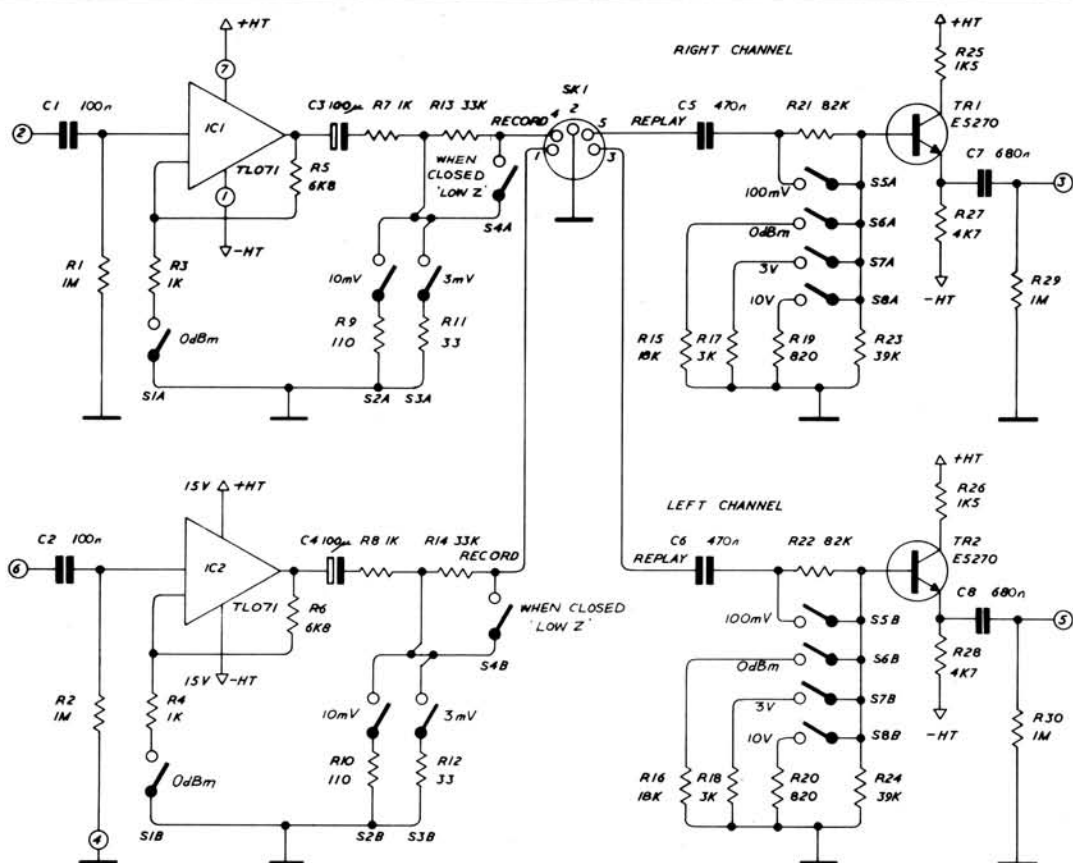 +HT
7
C1 100n
2
IC1
TL071
1
-HT
R5
6K8
R1
1M
R3
1K
0dBm
S1A
C3 100µ R7 1K R13 33K
RECORD
WHEN
CLOSED
'LOW Z'
S4A
10mV
3mV
R9
110
R11
33
S2A S3A
SK1
4
2
5
1
3
RIGHT CHANNEL
REPLAY
C5 470n
R21 82K
100mV
S5A
0dBm
S6A
3V
S7A
10V
S8A
R15
18K
R17
3K
R19
820
R23
39K
+HT
R25
1K5
TR1
E5270
C7 680n
3
R27
4K7
-HT
R29
1M
15V +HT
C2 100n
6
IC2
TL071
15V -HT
R6
6K8
R2
1M
4
R4
1K
0dBm
S1B
C4 100µ R8 1K R14 33K
RECORD
WHEN CLOSED
'LOW Z'
S4B
10mV
3mV
R10
110
R12
33
S2B S3B
LEFT CHANNEL
REPLAY
C6 470n
R22 82K
100mV
S5B
0dBm
S6B
3V
S7B
10V
S8B
R16
18K
R18
3K
R20
820
R24
39K
+HT
R26
1K5
TR2
E5270
C8 680n
5
R28
4K7
-HT
R30
1M